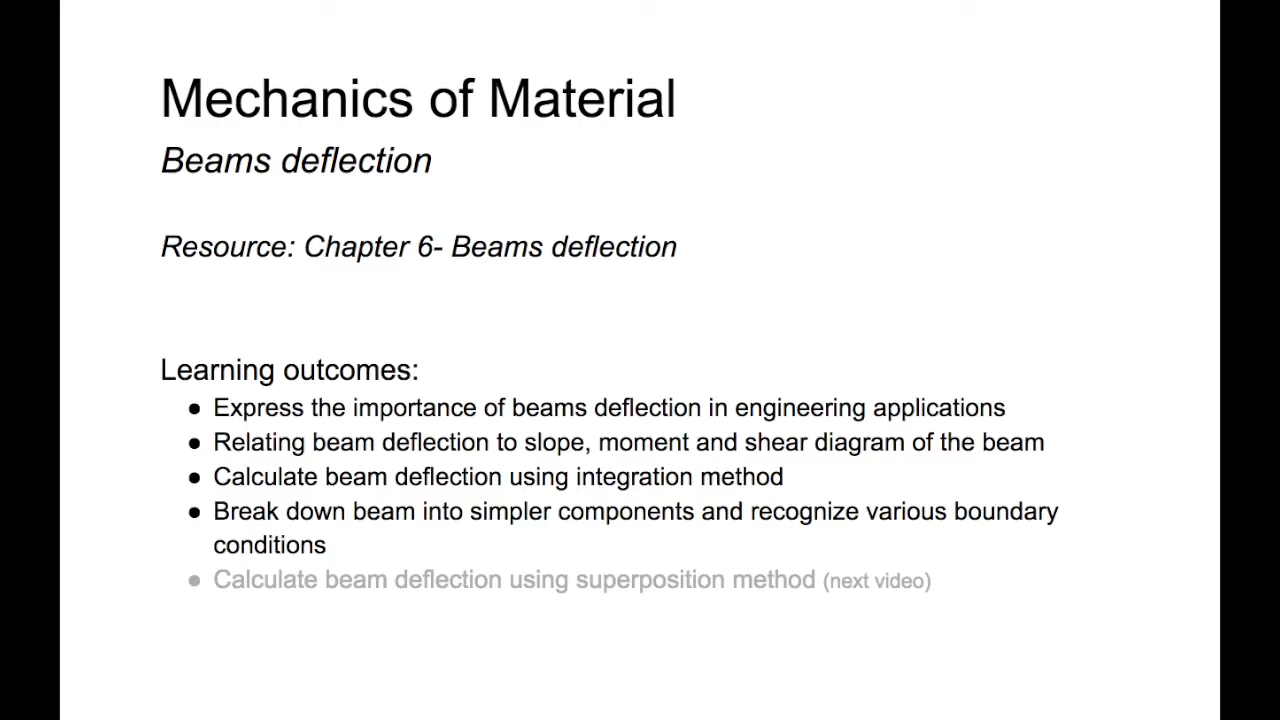 Mechanics of Material
Beams deflection
Resource: Chapter 6- Beams deflection
Learning outcomes:
● Express the importance of beams deflection in engineering applications
● Relating beam deflection to slope, moment and shear diagram of the beam
● Calculate beam deflection using integration method
● Break down beam into simpler components and recognize various boundary
conditions
● Calculate beam deflection using superposition method (next video)